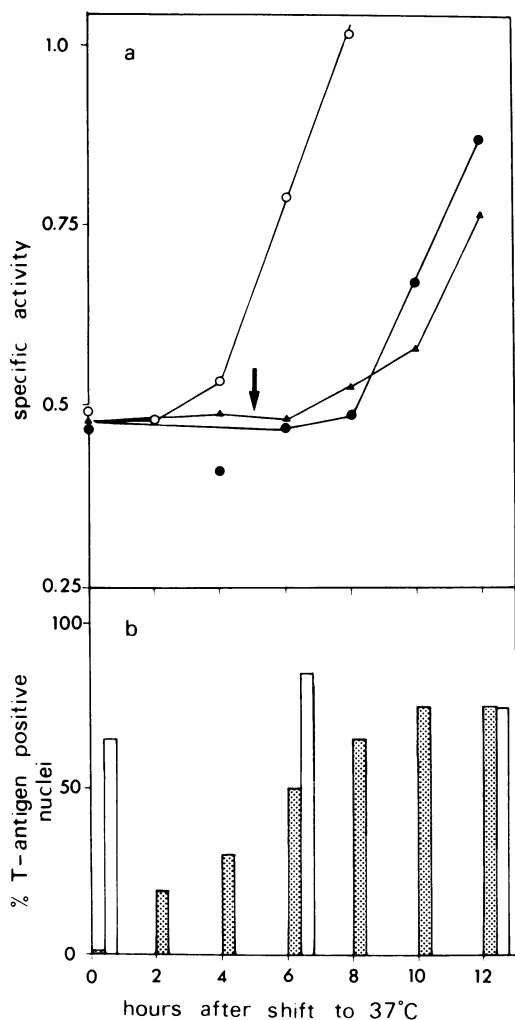 a
1.0
0.75
0.5
0.25
specific activity
b
100
50
0
% T-antigen positive
nuclei
0 2 4 6 8 10 12
hours after shift to 37°C